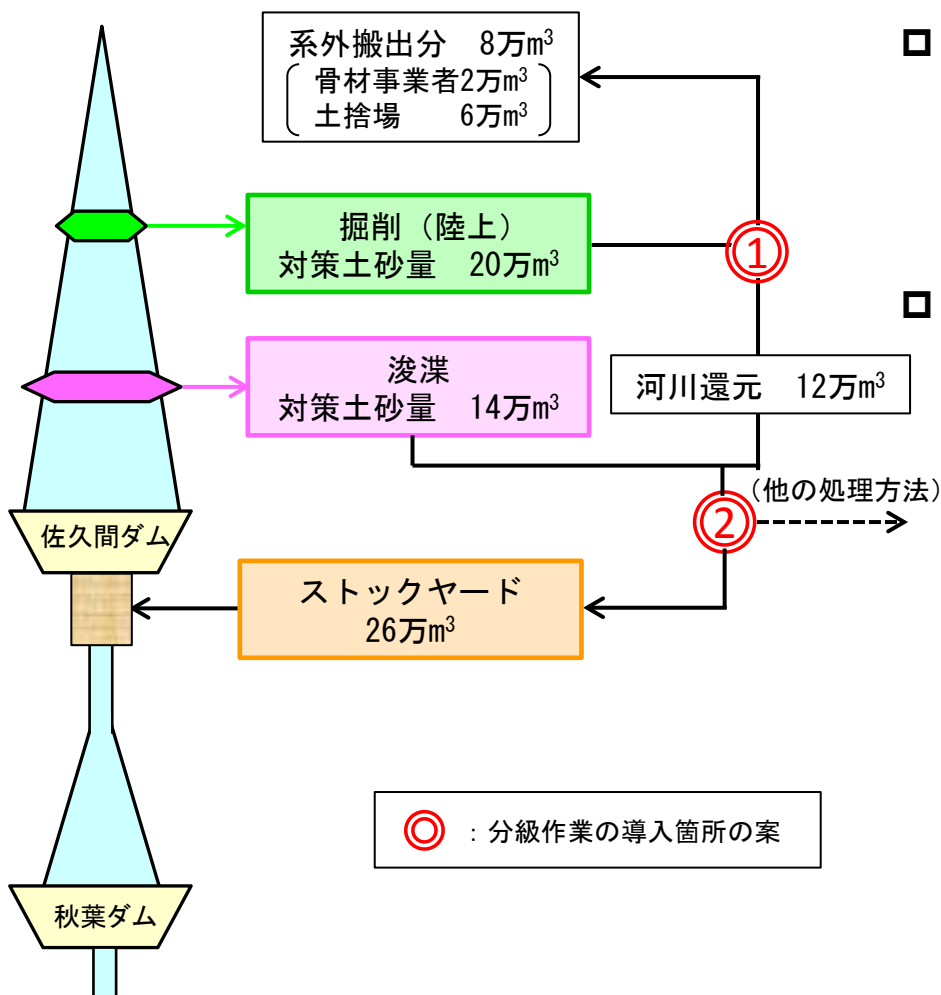 系外搬出分　8万m³
骨材事業者2万m³
土捨場　　6万m³
掘削（陸上）
対策土砂量　20万m³
①
浚渫
対策土砂量　14万m³
河川還元　12万m³
（他の処理方法）
②
佐久間ダム
ストックヤード
26万m³
◎：分級作業の導入箇所の案
秋葉ダム